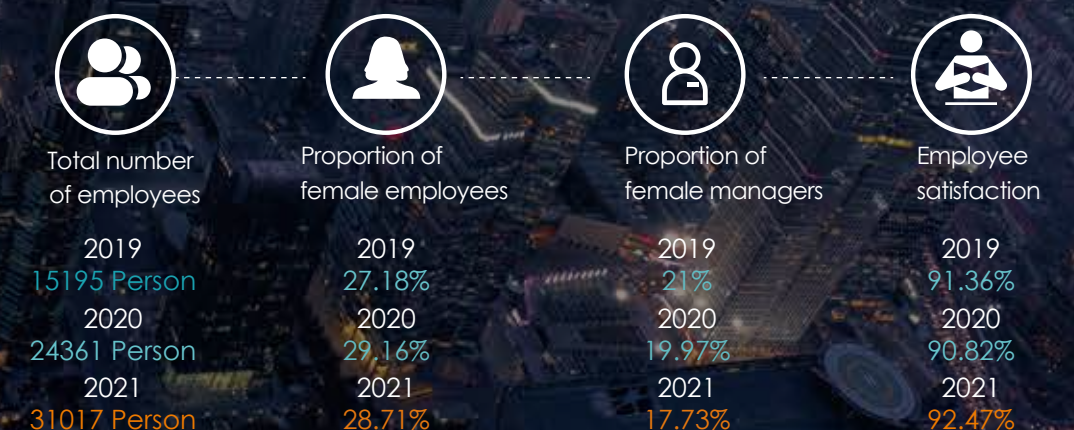 Total number
of employees
2019
15195 Person
2020
24361 Person
2021
31017 Person
Proportion of
female employees
2019
27.18%
2020
29.16%
2021
28.71%
Proportion of
female managers
2019
21%
2020
19.97%
2021
17.73%
Employee
satisfaction
2019
91.36%
2020
90.82%
2021
92.47%